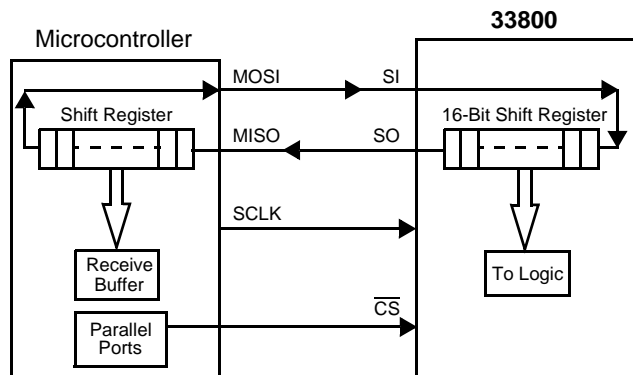 33800
Microcontroller
MOSI
SI
Shift Register
16-Bit Shift Register
MISO
SO
SCLK
Receive
Buffer
To Logic
CS
Parallel
Ports